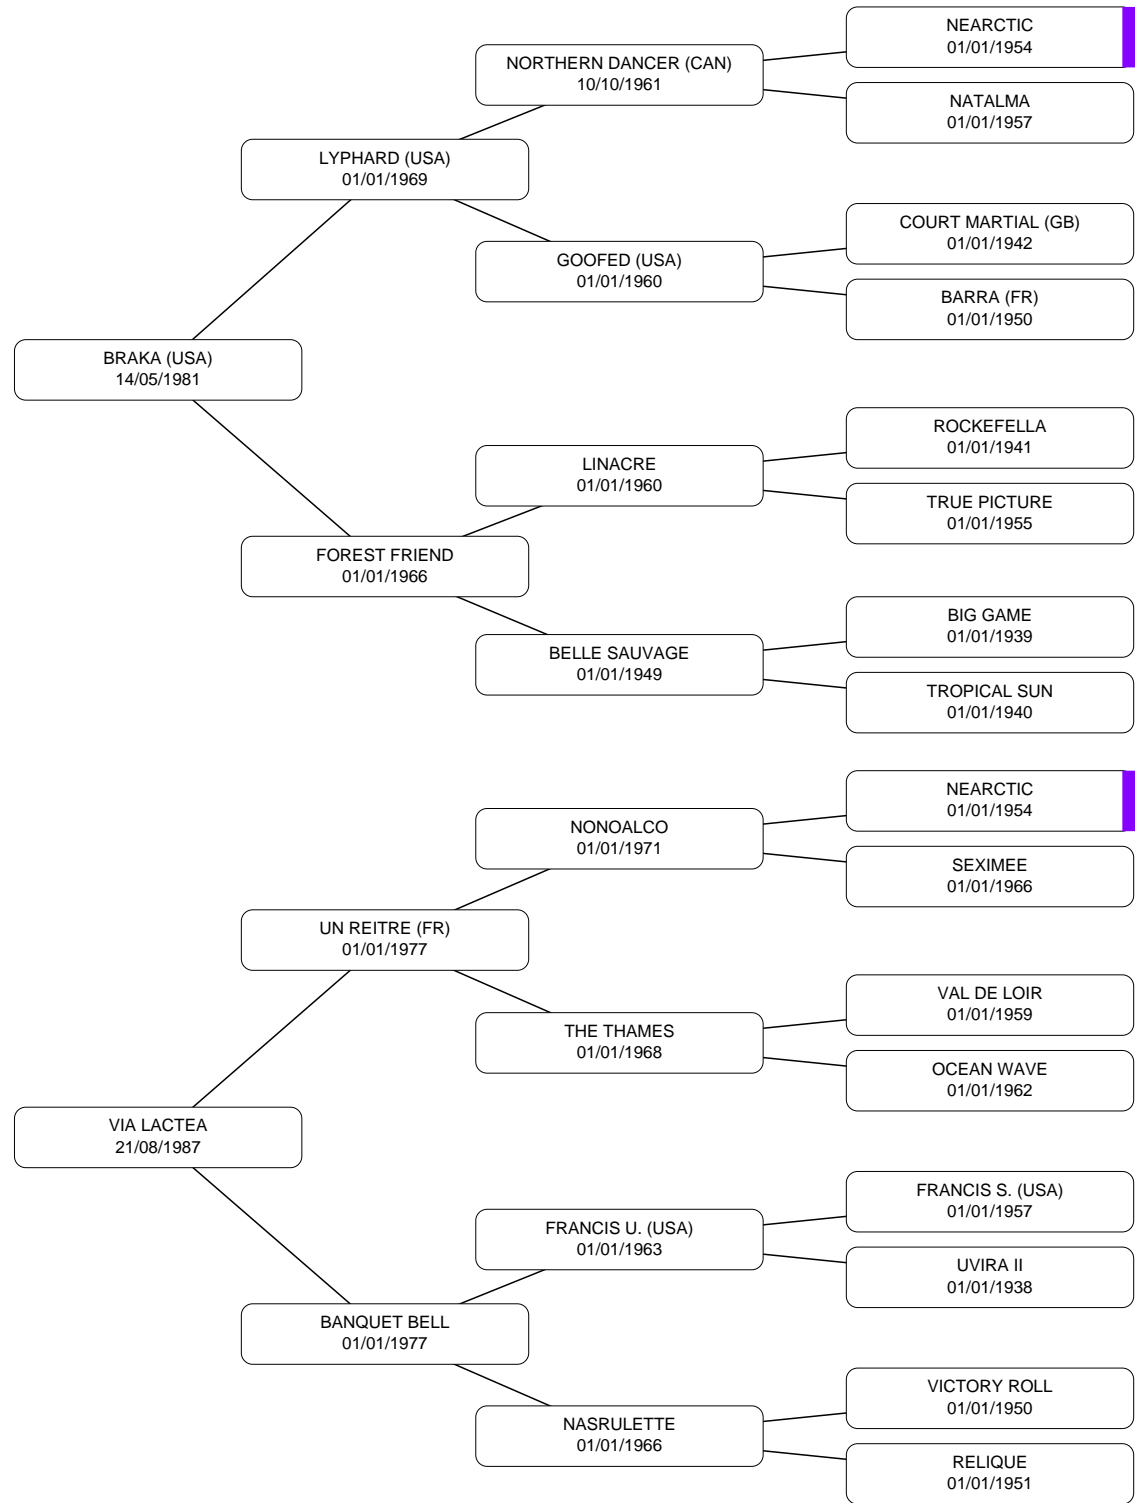 NEARCTIC
01/01/1954
NORTHERN DANCER (CAN)
10/10/1961
NATALMA
01/01/1957
LYPHARD (USA)
01/01/1969
COURT MARTIAL (GB)
01/01/1942
GOOFED (USA)
01/01/1960
BARRA (FR)
01/01/1950
BRAKA (USA)
14/05/1981
ROCKEFELLA
01/01/1941
LINACRE
01/01/1960
TRUE PICTURE
01/01/1955
FOREST FRIEND
01/01/1966
BIG GAME
01/01/1939
BELLE SAUVAGE
01/01/1949
TROPICAL SUN
01/01/1940
NEARCTIC
01/01/1954
NONOALCO
01/01/1971
SEXIMEE
01/01/1966
UN REITRE (FR)
01/01/1977
VAL DE LOIR
01/01/1959
THE THAMES
01/01/1968
OCEAN WAVE
01/01/1962
VIA LACTEA
21/08/1987
FRANCIS S. (USA)
01/01/1957
FRANCIS U. (USA)
01/01/1963
UVIRA II
01/01/1938
BANQUET BELL
01/01/1977
VICTORY ROLL
01/01/1950
NASRULETTE
01/01/1966
RELIQUE
01/01/1951